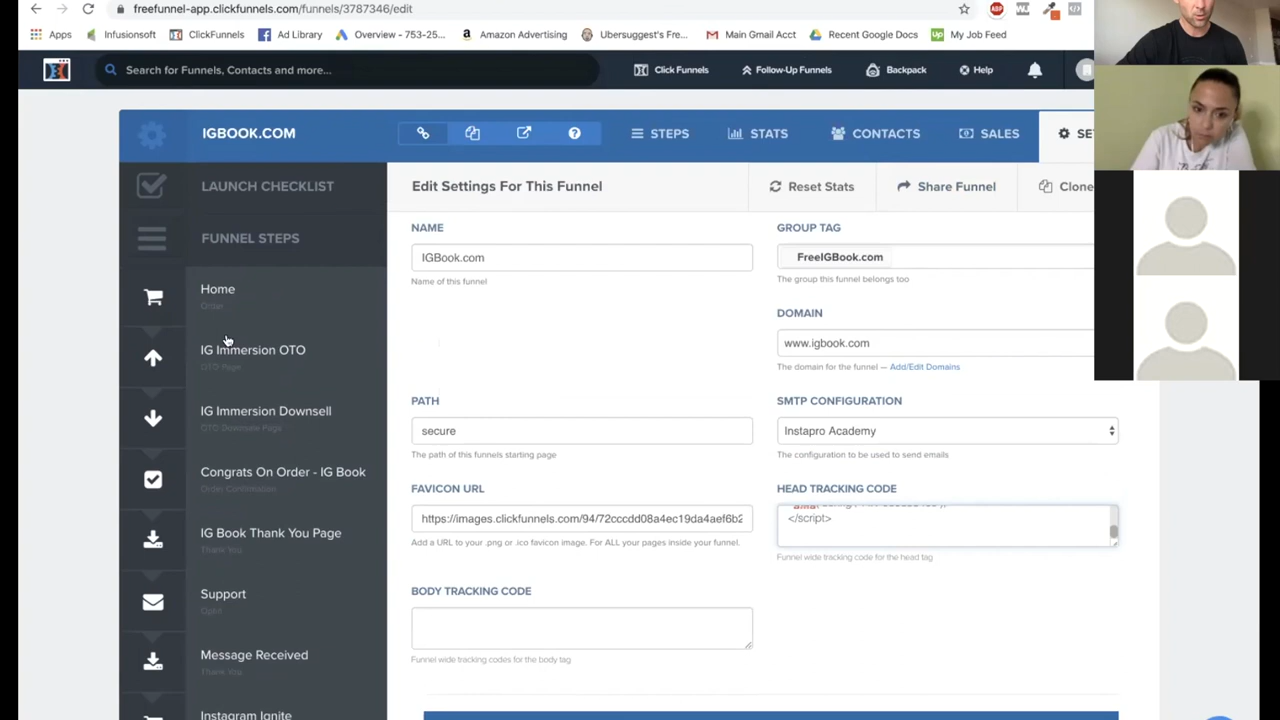 freefunnel-app.clickfunnels.com/funnels/3787346/edit
Apps Infusionsoft ClickFunnels Ad Library Overview - 753-25... Amazon Advertising Ubersuggest's Fre... Main Gmail Acct Recent Google Docs My Job Feed
Search for Funnels, Contacts and more... Click Funnels Follow-Up Funnels Backpack Help
IGBOOK.COM STEPS STATS CONTACTS SALES SE
LAUNCH CHECKLIST
Edit Settings For This Funnel Reset Stats Share Funnel Clone
FUNNEL STEPS
NAME GROUP TAG
IGBook.com FreeIGBook.com
Name of this funnel The group this funnel belongs too
Home
Order
DOMAIN
www.igbook.com
The domain for the funnel — Add/Edit Domains
IG Immersion OTO
OTO Page
PATH SMTP CONFIGURATION
secure Instapro Academy
The path of this funnels starting page The configuration to be used to send emails
IG Immersion Downsell
OTO Downsale Page
Congrats On Order - IG Book
Order Confirmation
FAVICON URL HEAD TRACKING CODE
https://images.clickfunnels.com/94/72cccdd08a4ec19da4aef6b2 </script>
Add a URL to your .png or .ico favicon image. For ALL your pages inside your funnel. Funnel wide tracking code for the head tag
IG Book Thank You Page
Thank You
BODY TRACKING CODE
Funnel wide tracking codes for the body tag
Support
OptIn
Message Received
Thank You
Instagram Ignite